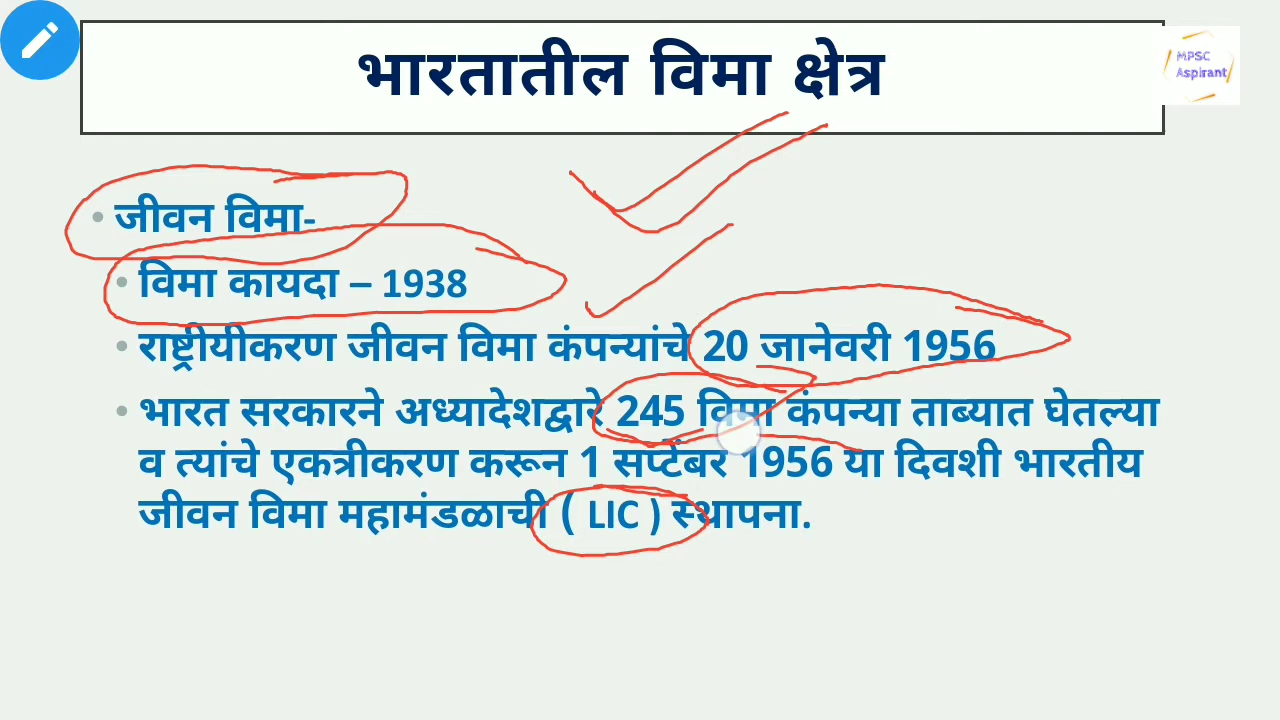 भारतातील विमा क्षेत्र
MPSC
Aspirant
जीवन विमा-
विमा कायदा – 1938
राष्ट्रीयीकरण जीवन विमा कंपन्यांचे 20 जानेवरी 1956
भारत सरकारने अध्यादेशद्वारे 245 विमा कंपन्या ताब्यात घेतल्या
व त्यांचे एकत्रीकरण करून 1 सप्टेंबर 1956 या दिवशी भारतीय
जीवन विमा महामंडळाची ( LIC ) स्थापना.